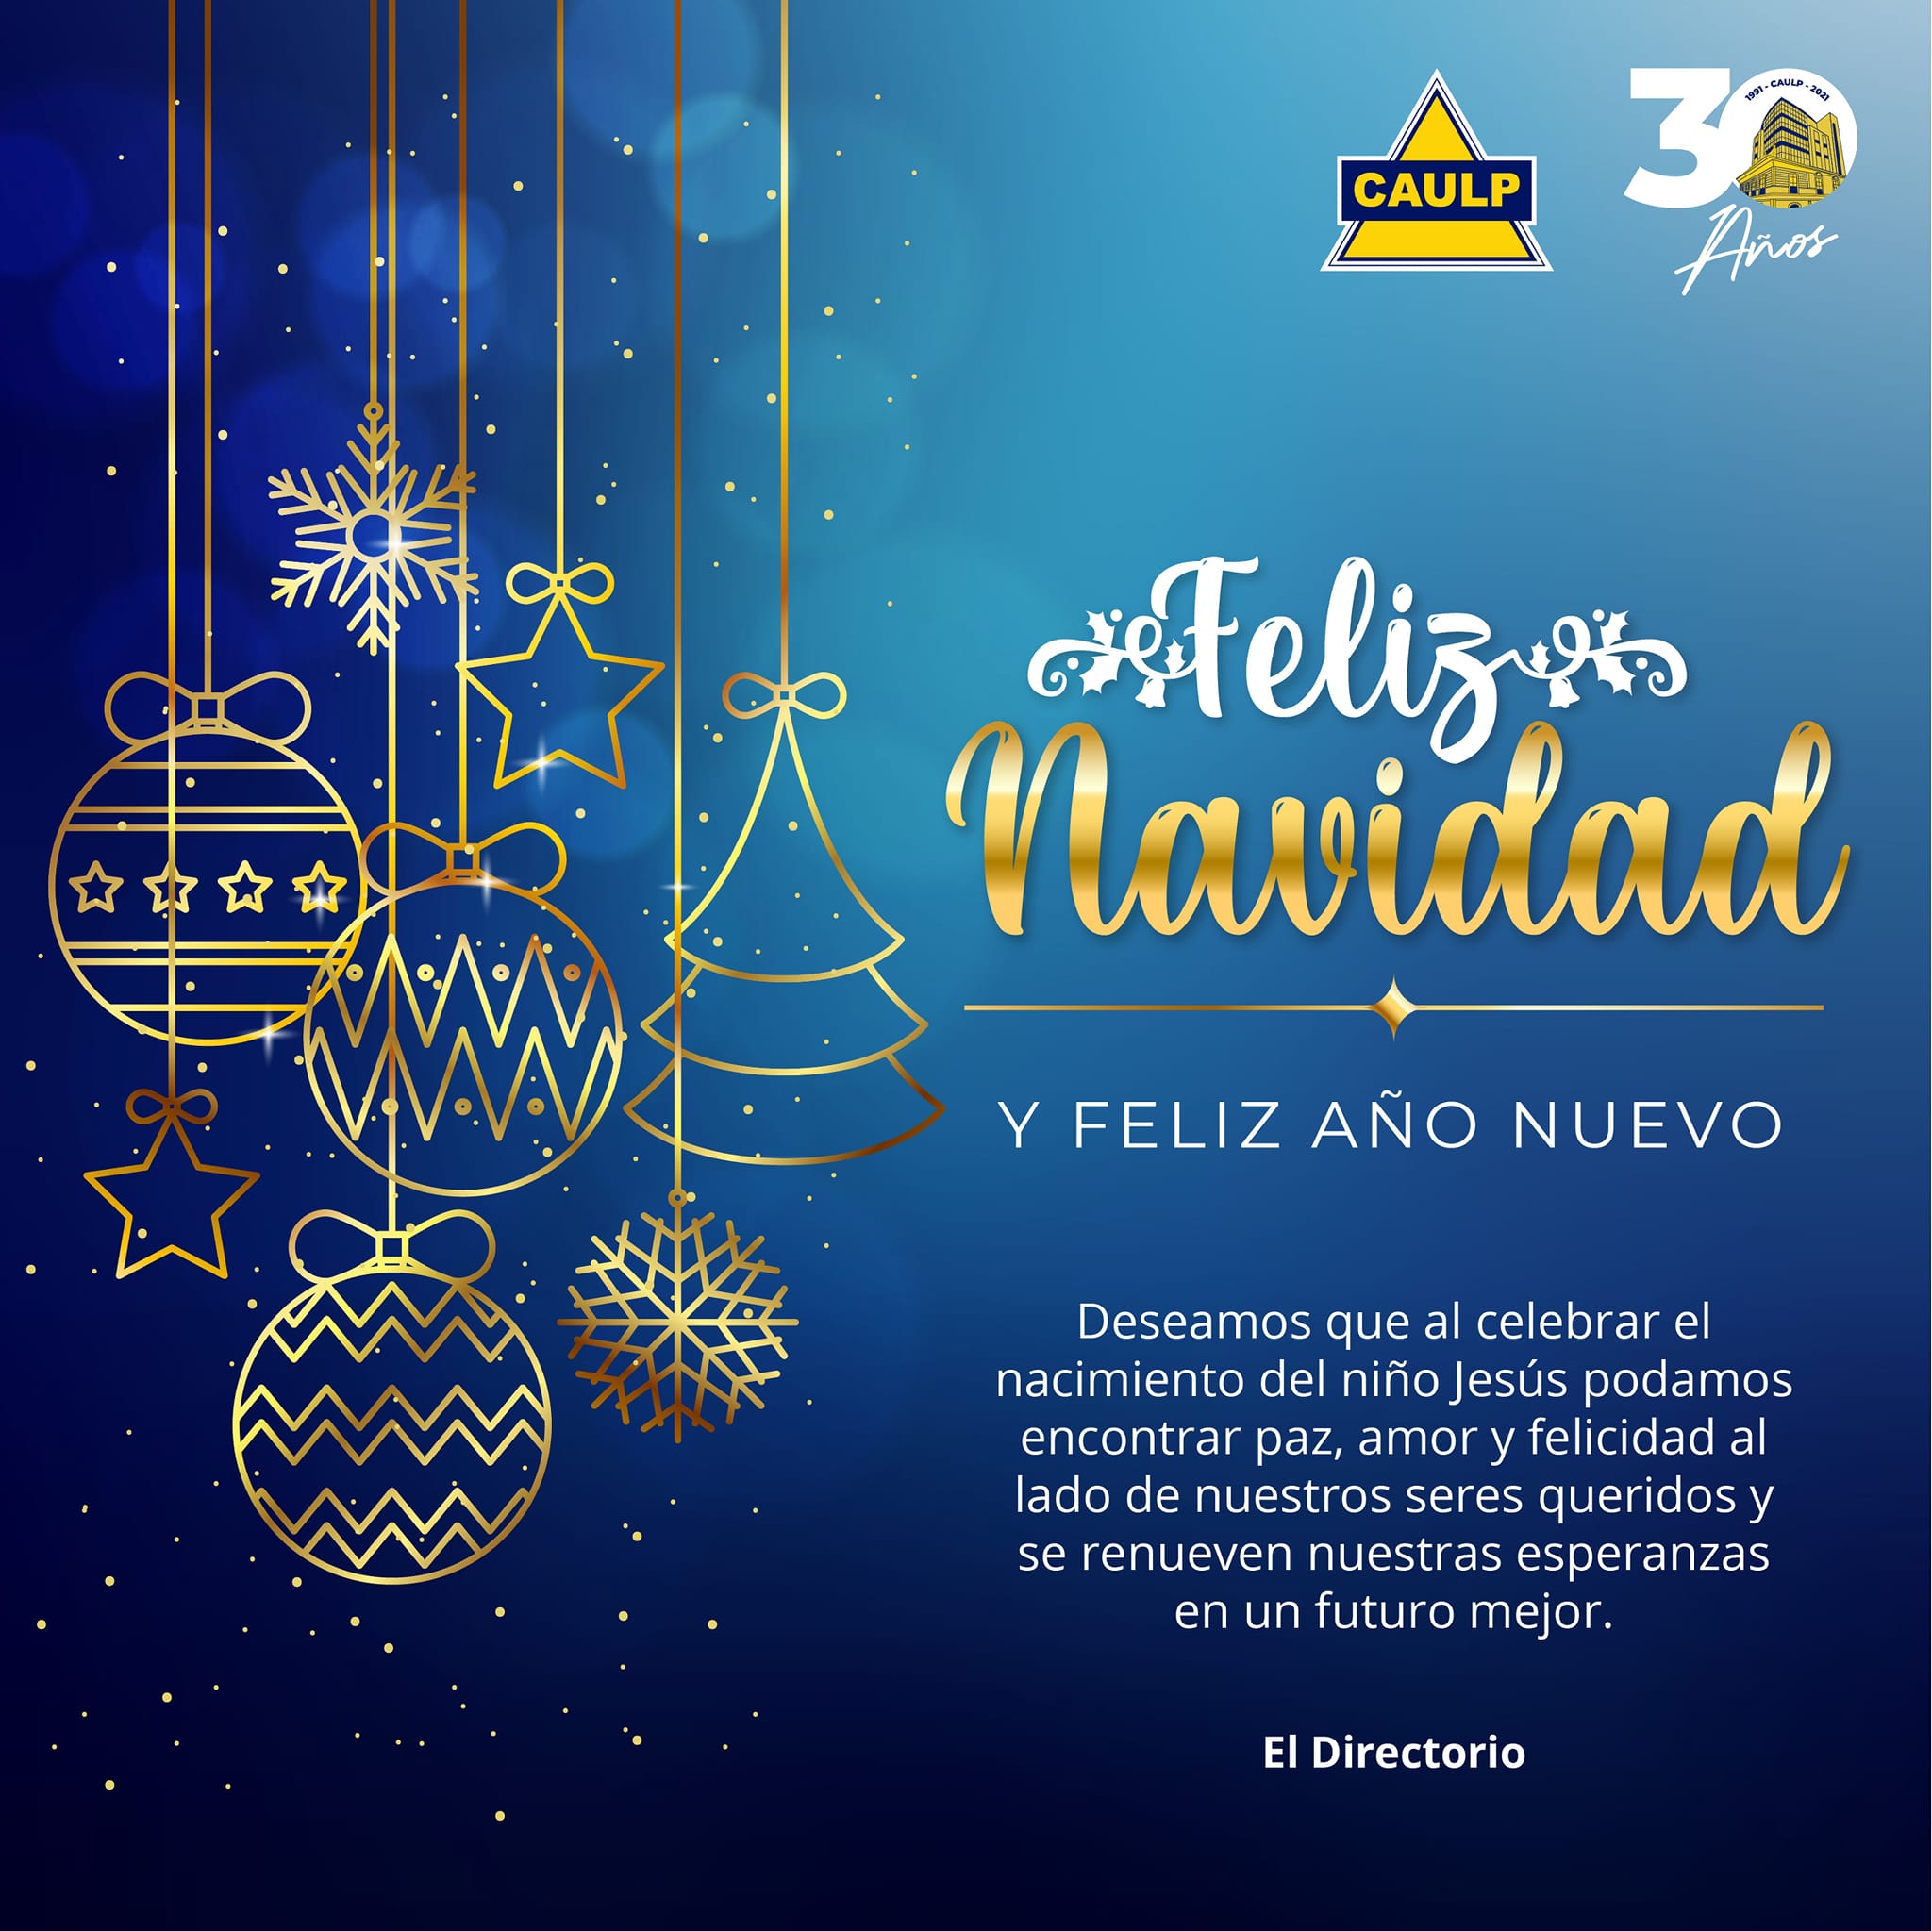 CAULP
30
1991 - CAULP - 2021
Años
Feliz
Navidad
Y FELIZ AÑO NUEVO
Deseamos que al celebrar el
nacimiento del niño Jesús podamos
encontrar paz, amor y felicidad al
lado de nuestros seres queridos y
se renueven nuestras esperanzas
en un futuro mejor.
El Directorio